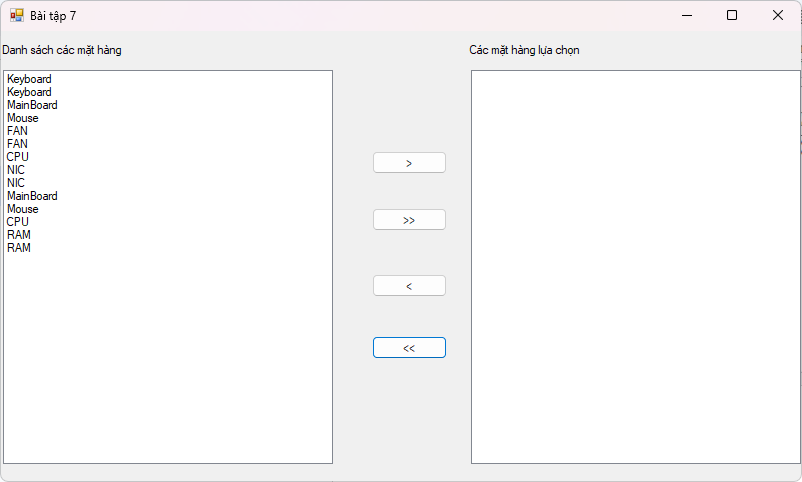 Bài tập 7
Danh sách các mặt hàng
Các mặt hàng lựa chọn
Keyboard
Keyboard
MainBoard
Mouse
FAN
FAN
CPU
NIC
NIC
MainBoard
Mouse
CPU
RAM
RAM
>
>>
<
<<